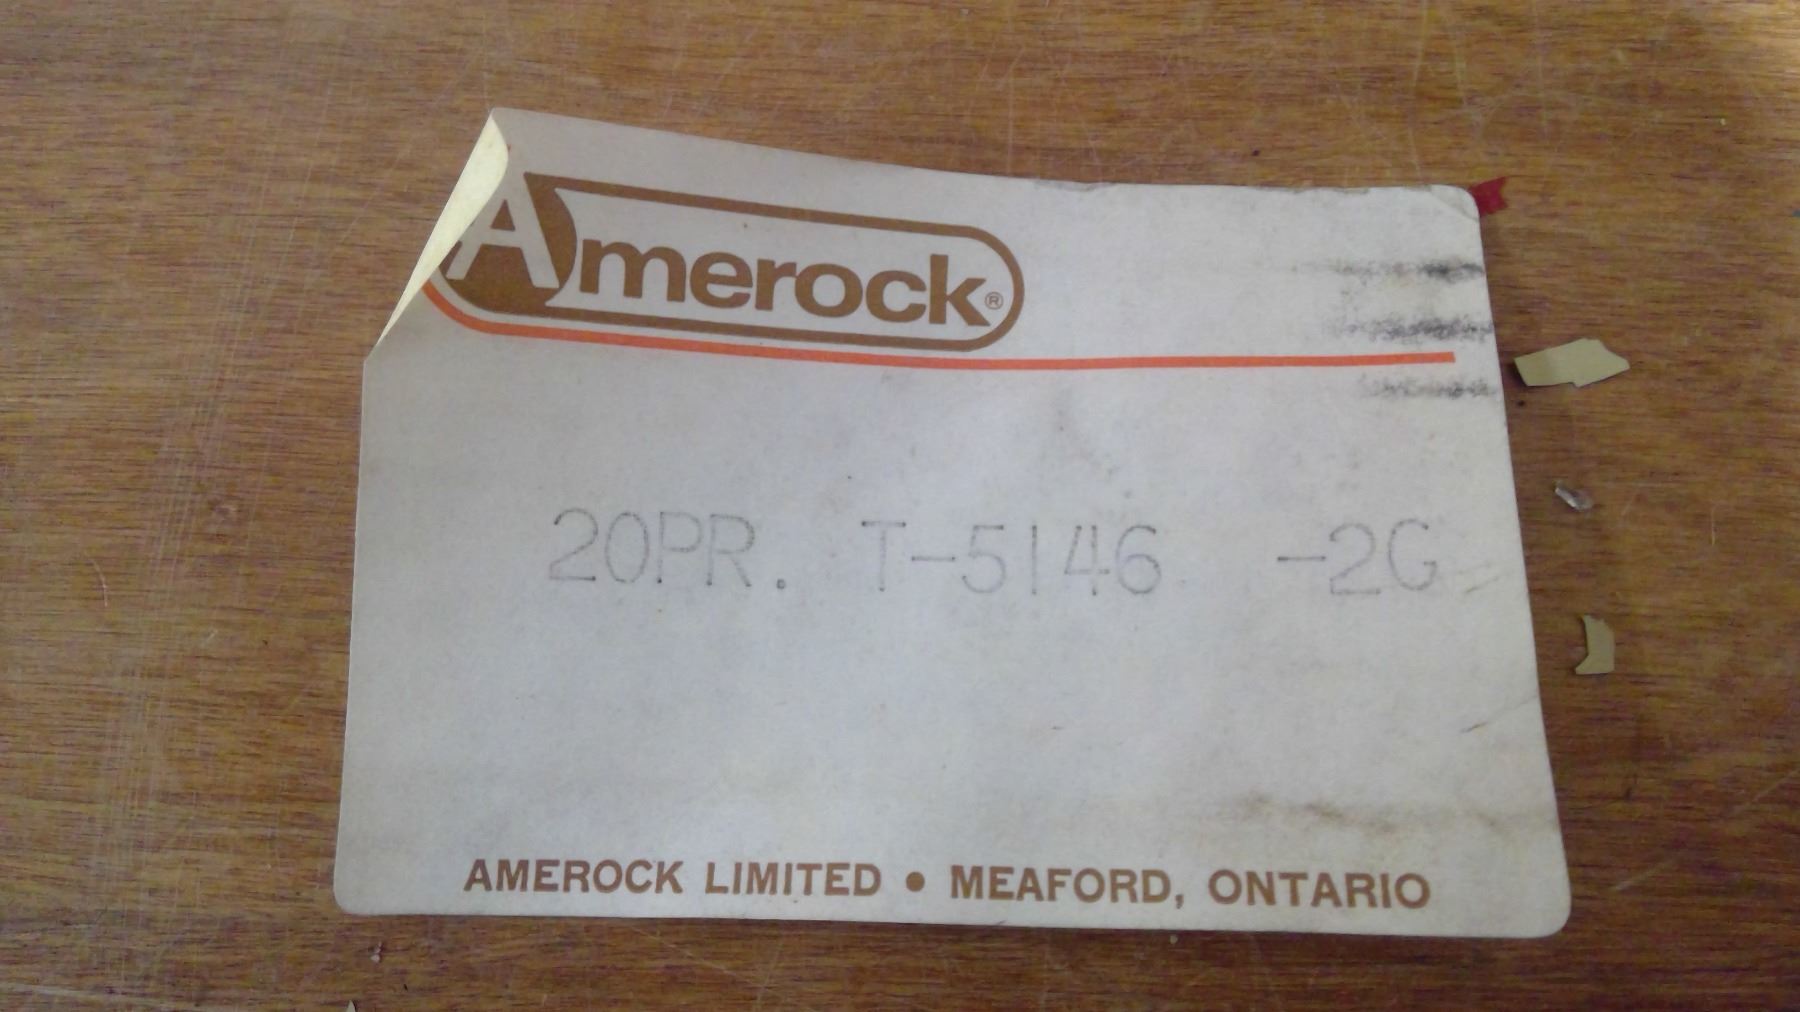 Amerock®
20PR. T-5146 -2G
AMEROCK LIMITED • MEAFORD, ONTARIO